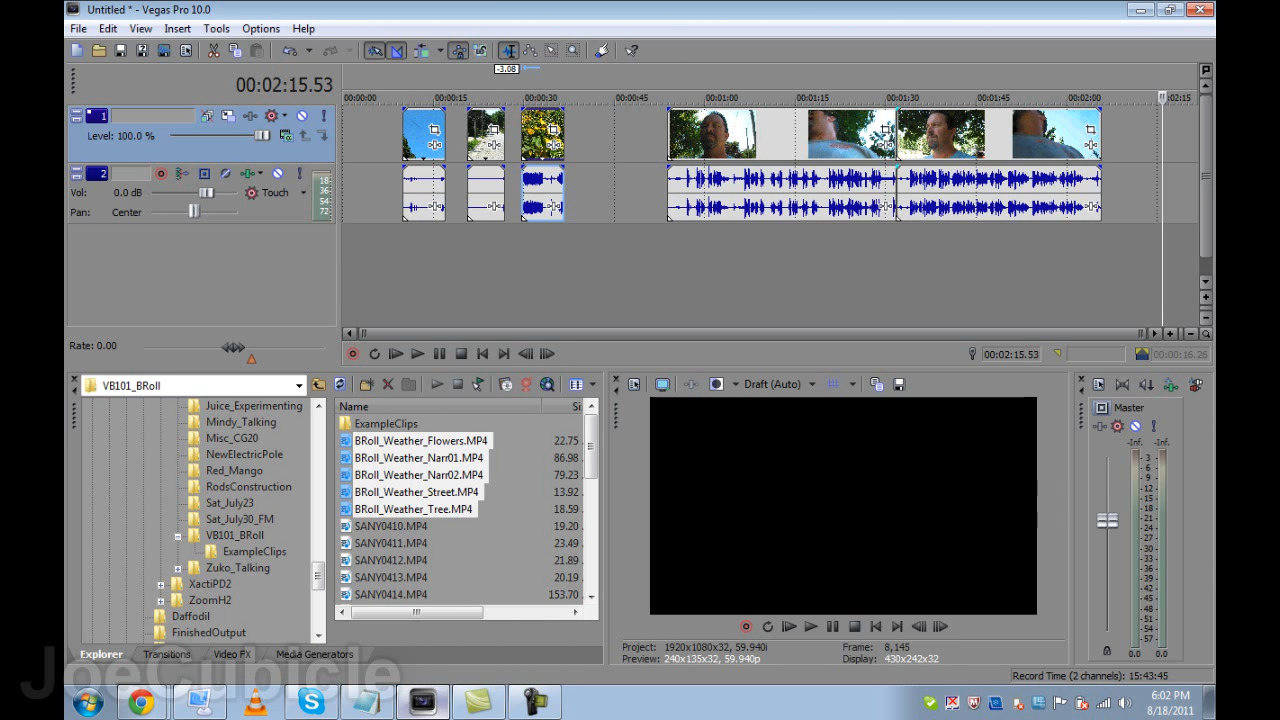 Untitled * - Vegas Pro 10.0
File Edit View Insert Tools Options Help
-3.08
00:02:15.53
00:00:00 00:00:15 00:00:30 00:00:45 00:01:00 00:01:15 00:01:30 00:01:45 00:02:00 00:02:15
1
Level: 100.0 %
2
Vol: 0.0 dB Touch
Pan: Center
18-
36-
54-
72-
Rate: 0.00
00:02:15.53 00:00:16.26
VB101_BRoll
Draft (Auto)
Juice_Experimenting
Mindy_Talking
Misc_CG20
NewElectricPole
Red_Mango
RodsConstruction
Sat_July23
Sat_July30_FM
VB101_BRoll
ExampleClips
Zuko_Talking
XactiPD2
ZoomH2
Daffodil
FinishedOutput
Name Si
ExampleClips
BRoll_Weather_Flowers.MP4 22.75
BRoll_Weather_Narr01.MP4 86.98
BRoll_Weather_Narr02.MP4 79.23
BRoll_Weather_Street.MP4 13.92
BRoll_Weather_Tree.MP4 18.59
SANY0410.MP4 19.20
SANY0411.MP4 23.49
SANY0412.MP4 21.89
SANY0413.MP4 20.19
SANY0414.MP4 153.70
Explorer Transitions Video FX Media Generators
Project: 1920x1080x32, 59.940i Frame: 8,145
Preview: 240x135x32, 59.940p Display: 430x242x32
Master
-Inf. -Inf.
- 3 -
- 6 -
- 9 -
-12-
-15-
-18-
-21-
-24-
-27-
-30-
-33-
-36-
-39-
-42-
-45-
-48-
-51-
-54-
-57-
0.0 0.0
Record Time (2 channels): 15:43:45
JoeCubicle
6:02 PM
8/18/2011